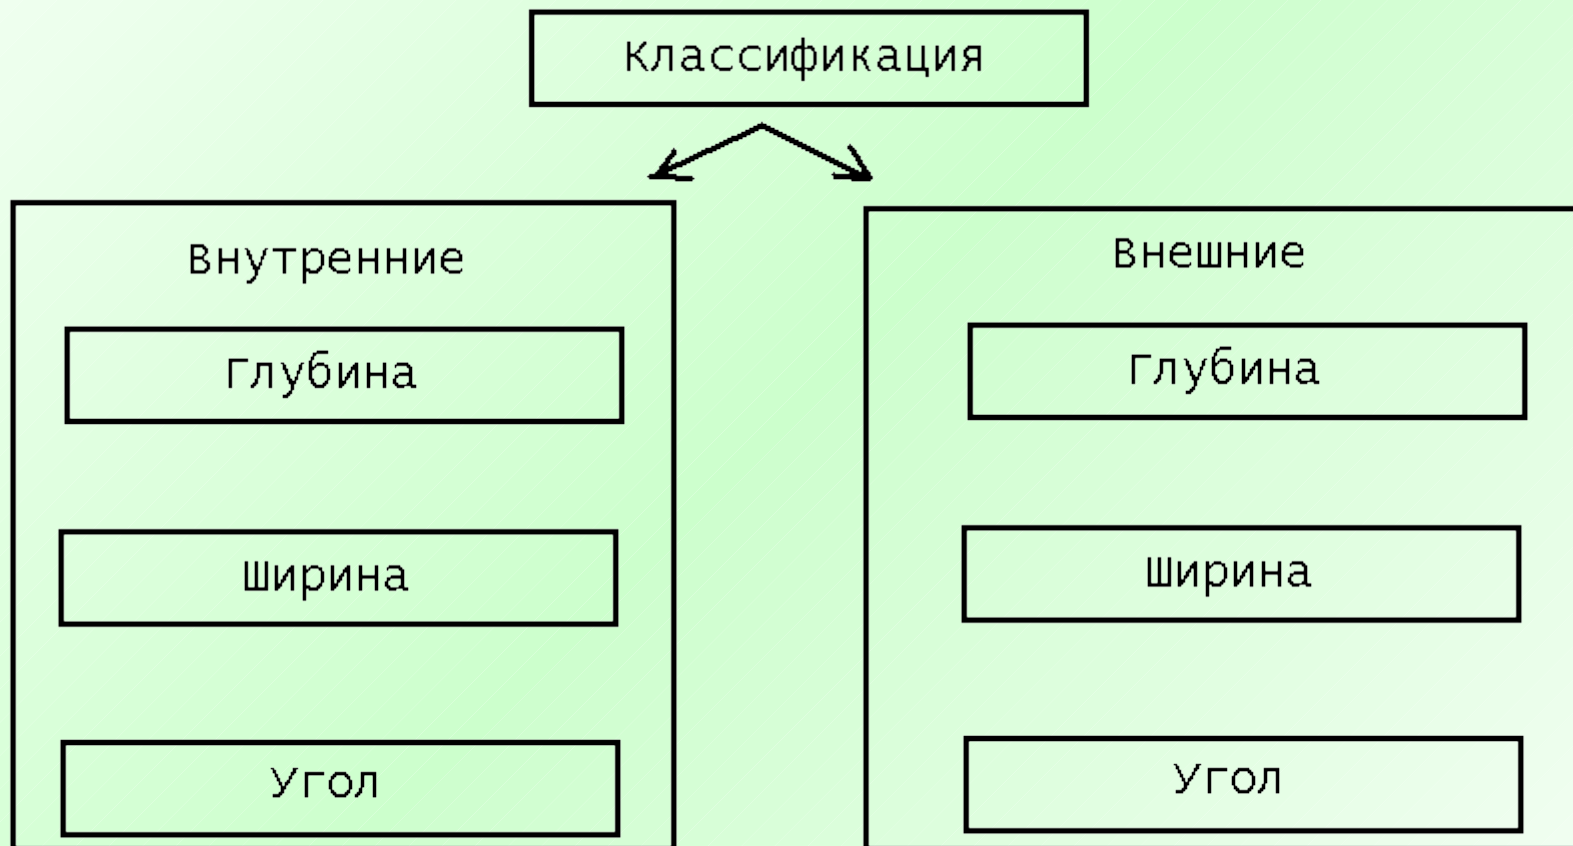 Классификация
Внутренние
Глубина
Ширина
Угол
Внешние
Глубина
Ширина
Угол